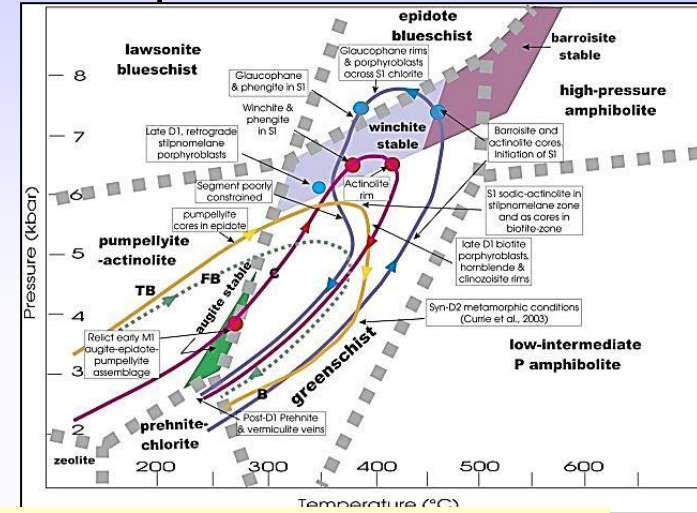 epidote
blueschist
lawsonite
blueschist
barroisite
stable
Glaucophane rims
& porphyroblasts
across S1 chlorite
Glaucophane
& phengite in S1
high-pressure
amphibolite
Winchite &
phengite
in S1
winchite
stable
Late D1, retrograde
stilpnomelane
porphyroblasts
Barroisite and
actinolite cores.
Initiation of S1
Segment poorly
constrained
Actinolite
rim
S1 sodic-actinolite in
stilpnomelane zone
and as cores in
biotite-zone
pumpellyite
cores in epidote
pumpellyite
-actinolite
late D1 biotite
porphyroblasts,
hornblende &
clinozoisite rims
TB
FB
C
augite stable
Syn-D2 metamorphic conditions
(Currie et al., 2003)
Relict early M1
augite-epidote-
pumpellyite
assemblage
greenschist
low-intermediate
P amphibolite
B
prehnite-
chlorite
Post-D1 Prehnite
& vermiculite veins
zeolite
8
7
6
5
4
3
2
Pressure (kbar)
200 300 400 500 600
Temperature (°C)